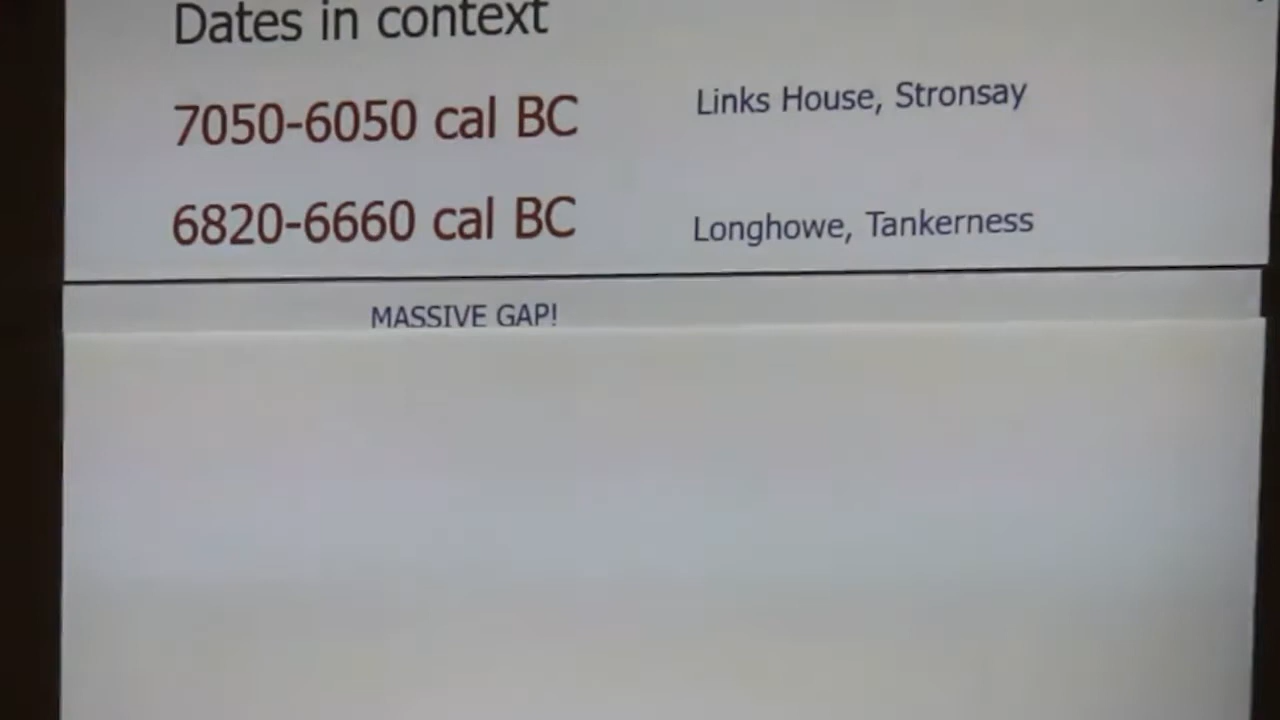 Dates in context
7050-6050 cal BC Links House, Stronsay
6820-6660 cal BC Longhowe, Tankerness
MASSIVE GAP!